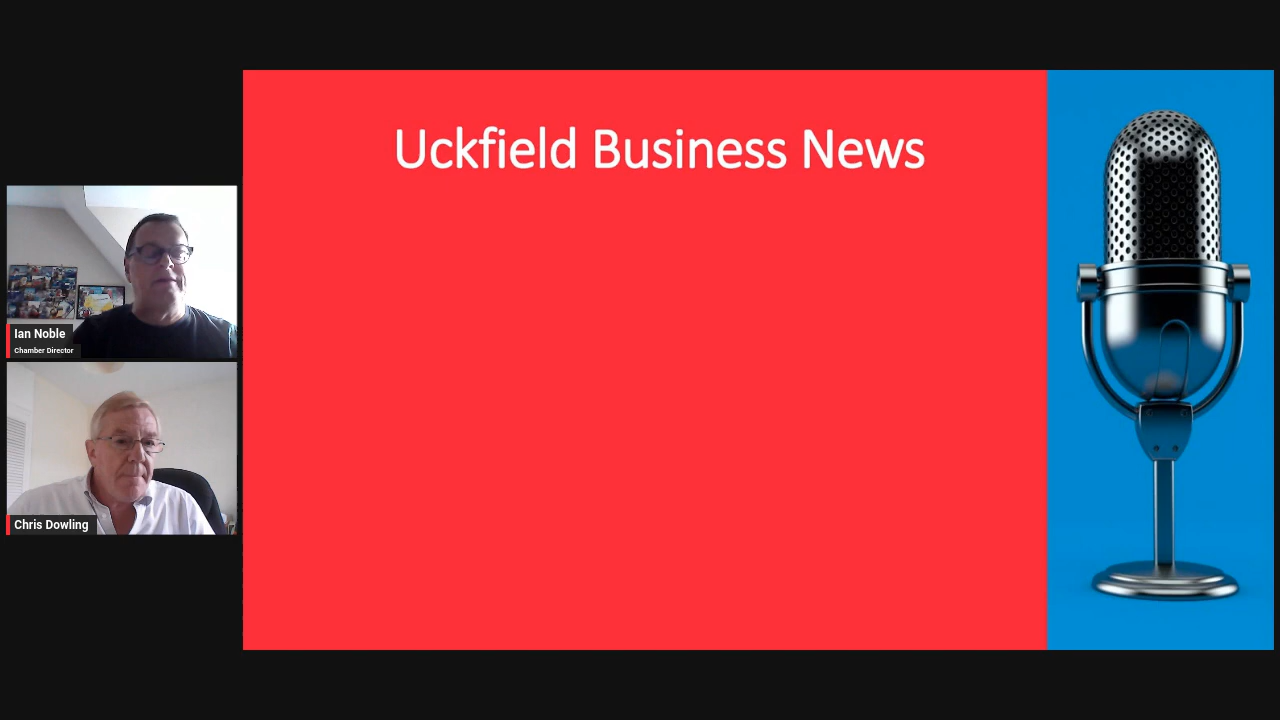 Uckfield Business News
Ian Noble
Chamber Director
Chris Dowling